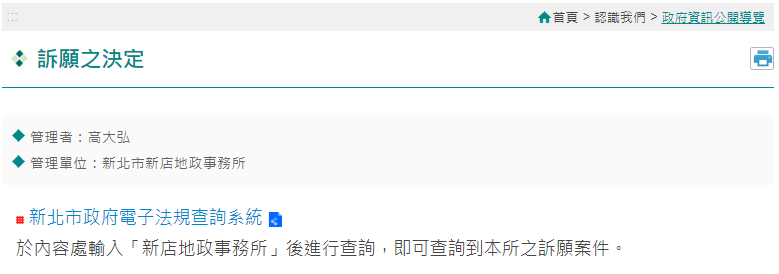 :::
首頁 > 認識我們 > 政府資訊公開導覽
訴願之決定
管理者：高大弘
管理單位：新北市新店地政事務所
新北市政府電子法規查詢系統
於內容處輸入「新店地政事務所」後進行查詢，即可查詢到本所之訴願案件。